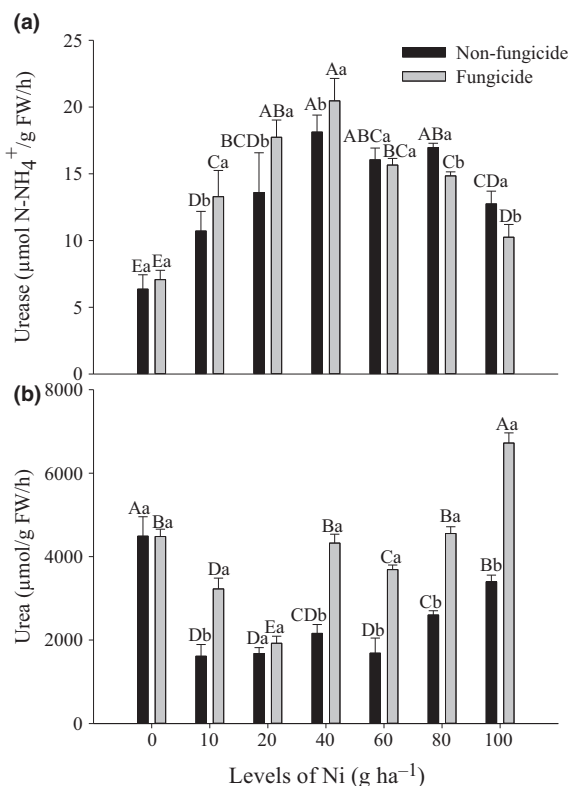 (a)
25
20
15
10
5
0
Urease (µmol N-NH4+/g FW/h)
Non-fungicide
Fungicide
Ea Ea Db Ca BCDb ABa Ab Aa ABCa BCa ABa Cb CDa Db
(b)
8000
6000
4000
2000
0
Urea (µmol/g FW/h)
Aa Ba Db Da Da Ea CDb Ba Db Ca Cb Ba Bb Aa
0 10 20 40 60 80 100
Levels of Ni (g ha–1)